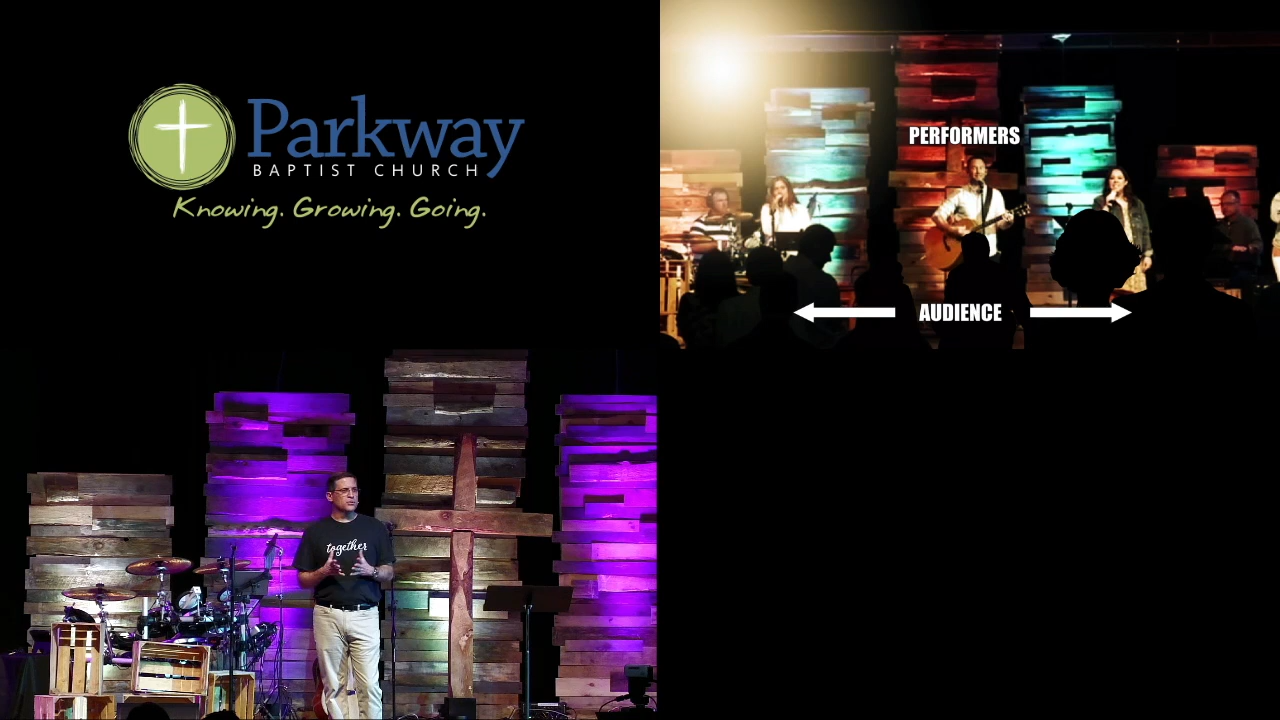 Parkway
BAPTIST CHURCH
Knowing. Growing. Going.
PERFORMERS
AUDIENCE
together